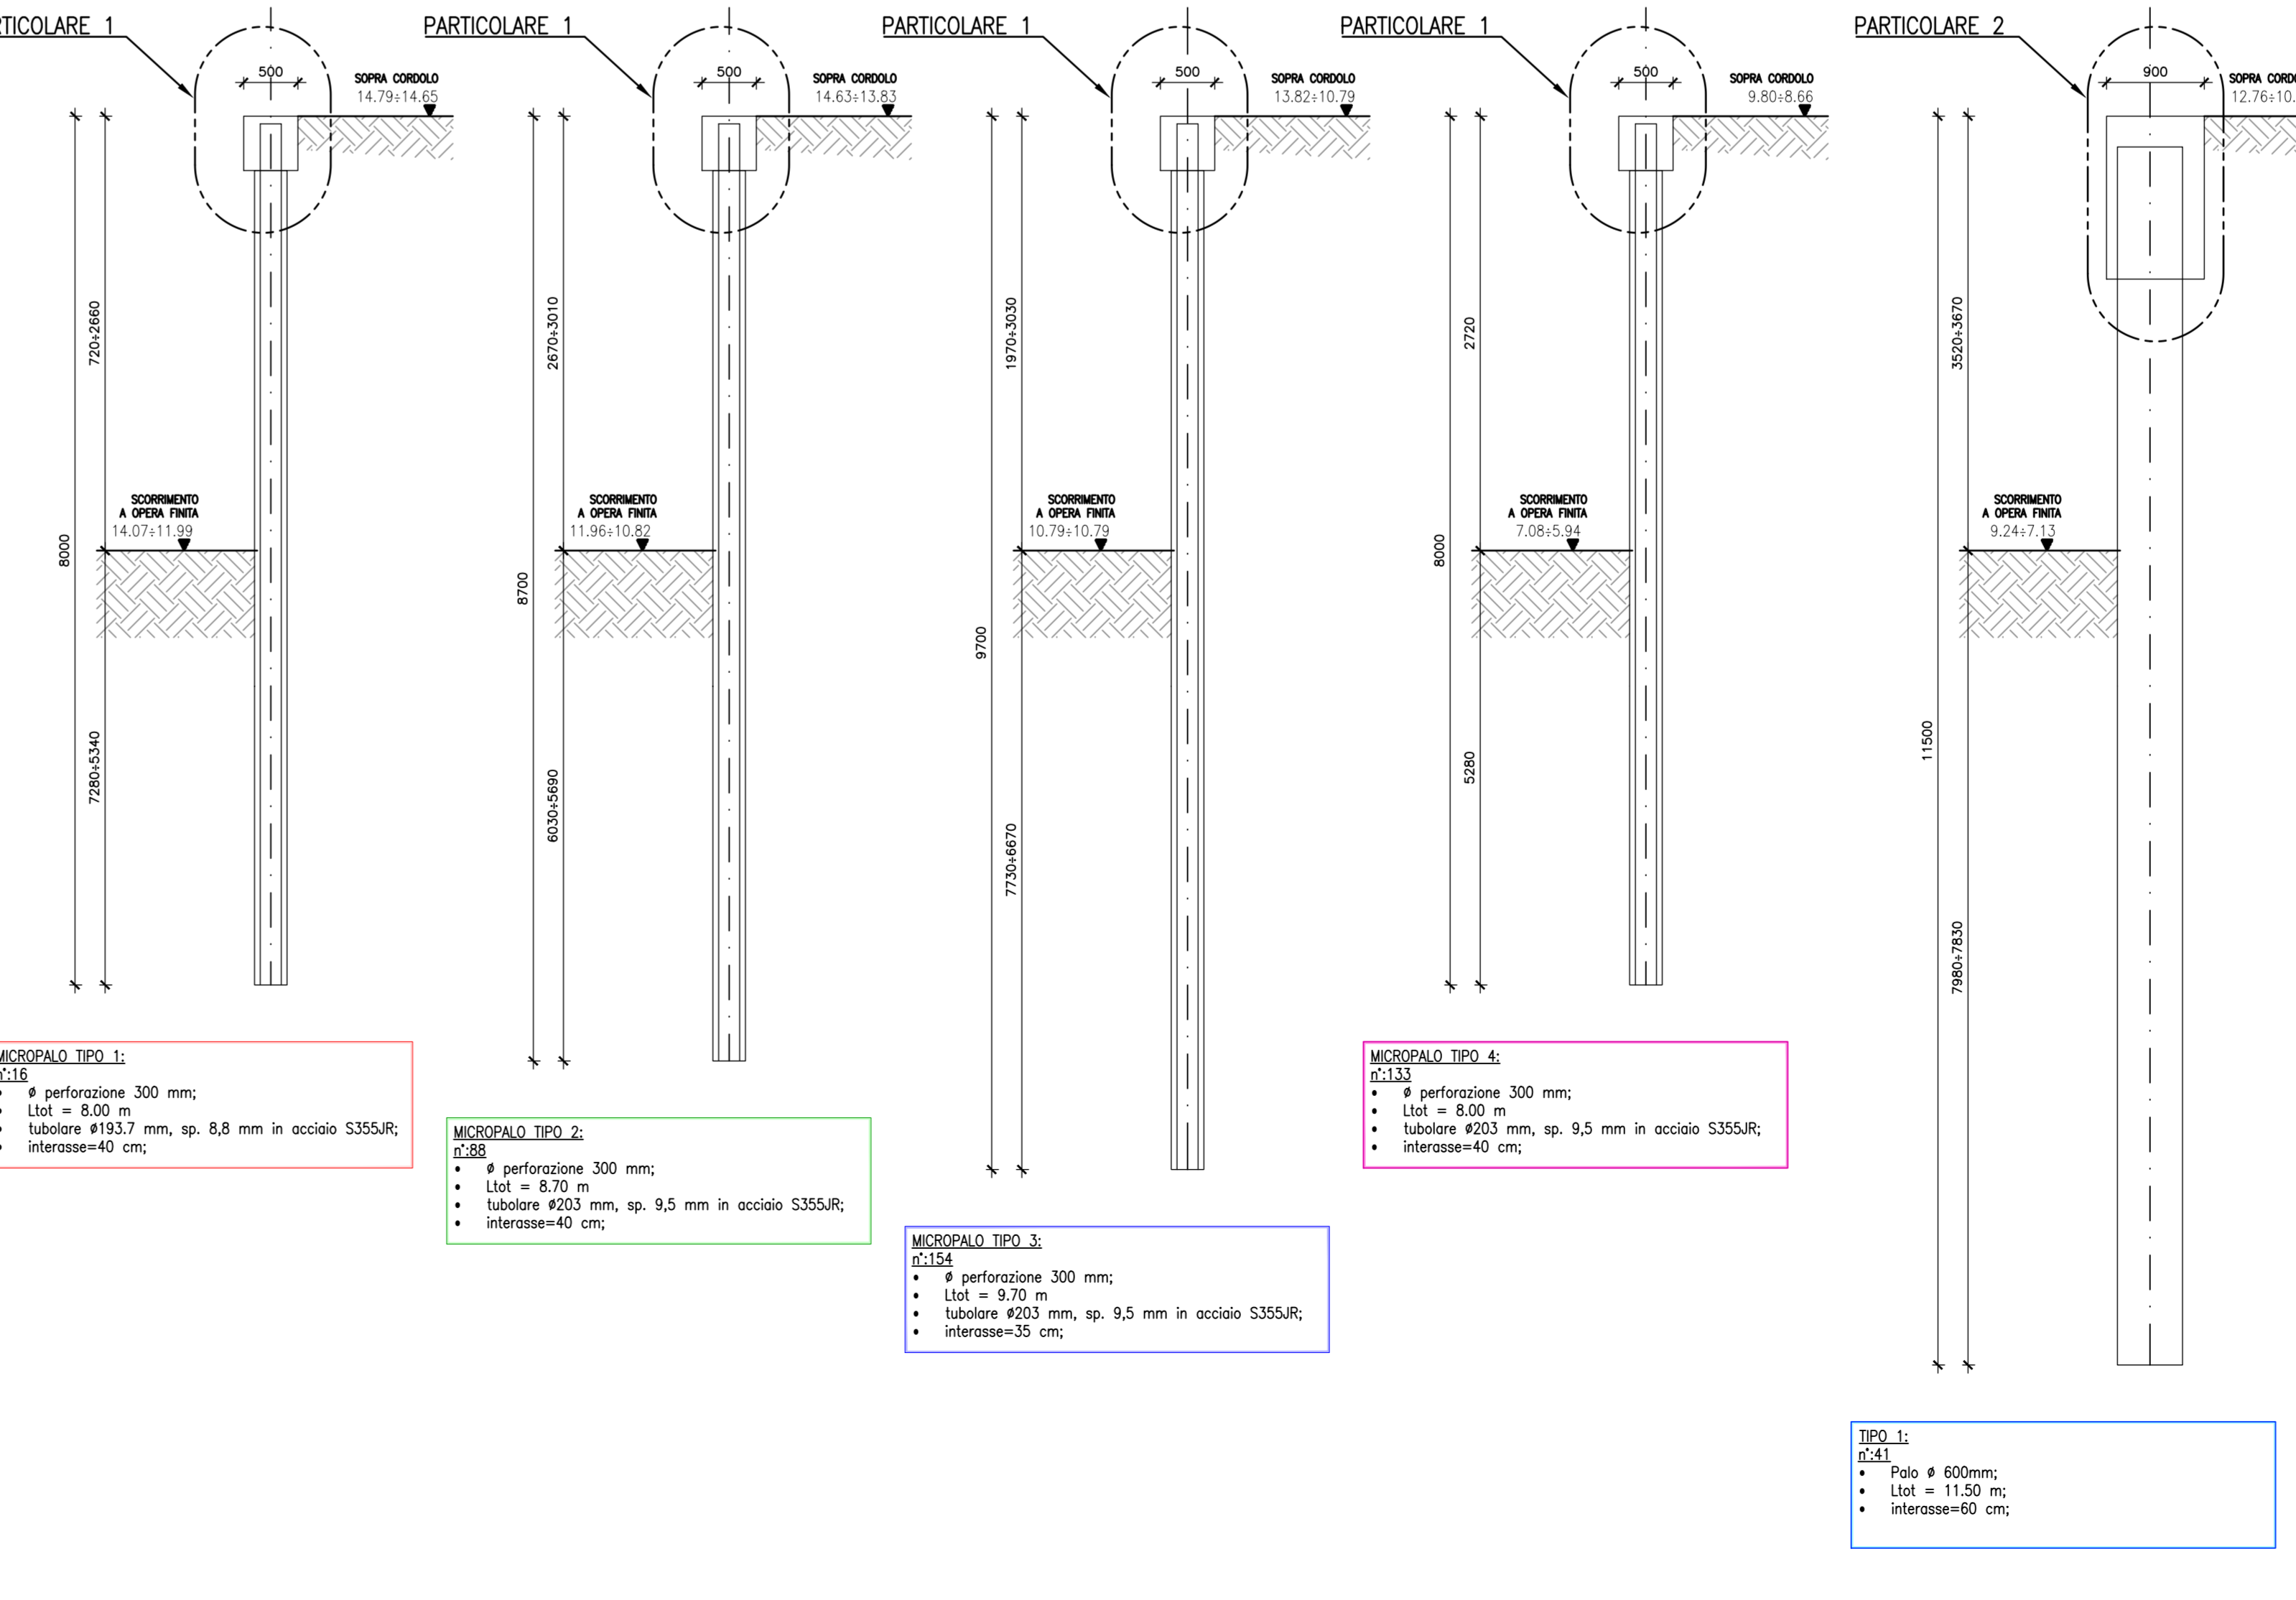 PARTICOLARE 1
500
SOPRA CORDOLO
14.79÷14.65
720÷2660
SCORRIMENTO
A OPERA FINITA
14.07÷11.99
8000
7280÷5340
MICROPALO TIPO 1:
n°:16
• ø perforazione 300 mm;
• Ltot = 8.00 m
• tubolare ø193.7 mm, sp. 8,8 mm in acciaio S355JR;
• interasse=40 cm;
PARTICOLARE 1
500
SOPRA CORDOLO
14.63÷13.83
2670÷3010
SCORRIMENTO
A OPERA FINITA
11.96÷10.82
8700
6030÷5690
MICROPALO TIPO 2:
n°:88
• ø perforazione 300 mm;
• Ltot = 8.70 m
• tubolare ø203 mm, sp. 9,5 mm in acciaio S355JR;
• interasse=40 cm;
PARTICOLARE 1
500
SOPRA CORDOLO
13.82÷10.79
1970÷3030
SCORRIMENTO
A OPERA FINITA
10.79÷10.79
9700
7730÷6670
MICROPALO TIPO 3:
n°:154
• ø perforazione 300 mm;
• Ltot = 9.70 m
• tubolare ø203 mm, sp. 9,5 mm in acciaio S355JR;
• interasse=35 cm;
PARTICOLARE 1
500
SOPRA CORDOLO
9.80÷8.66
2720
SCORRIMENTO
A OPERA FINITA
7.08÷5.94
8000
5280
MICROPALO TIPO 4:
n°:133
• ø perforazione 300 mm;
• Ltot = 8.00 m
• tubolare ø203 mm, sp. 9,5 mm in acciaio S355JR;
• interasse=40 cm;
PARTICOLARE 2
900
SOPRA CORD
12.76÷10.
3520÷3670
SCORRIMENTO
A OPERA FINITA
9.24÷7.13
11500
7980÷7830
TIPO 1:
n°:41
• Palo ø 600mm;
• Ltot = 11.50 m;
• interasse=60 cm;